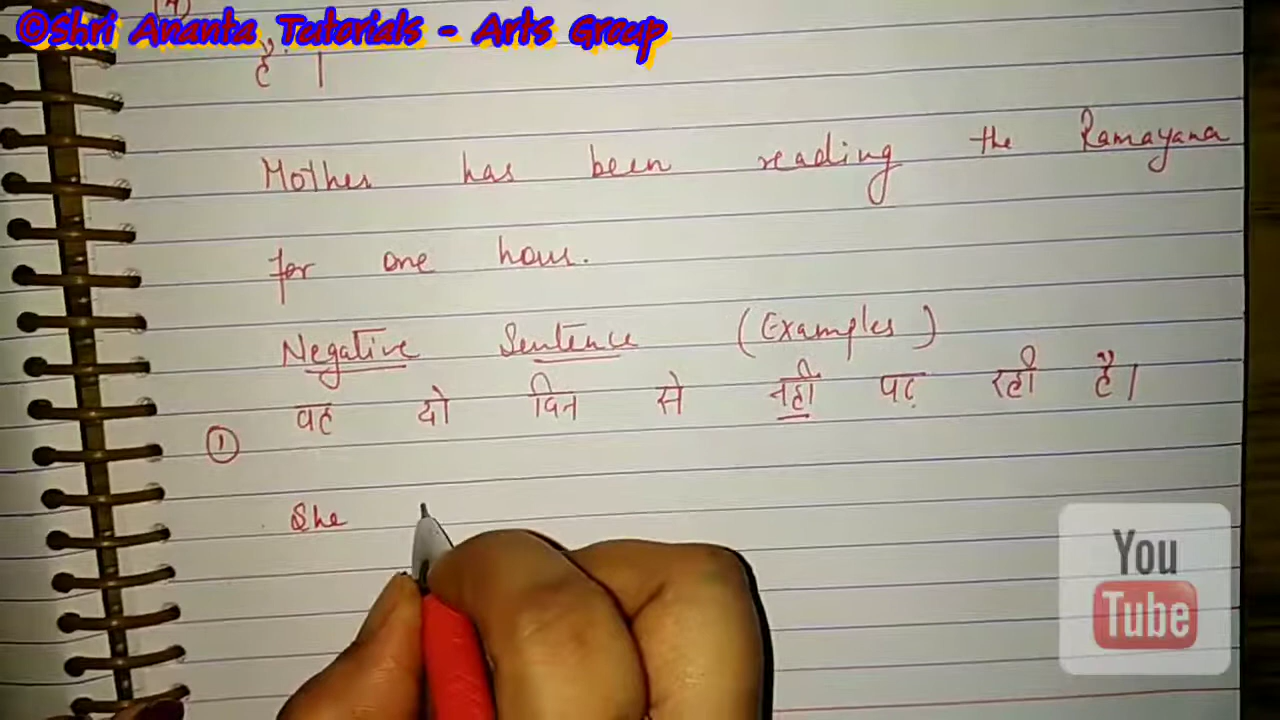 ©Shri Ananta Tutorials - Arts Group
है ।
Mother has been reading the Ramayana
for one hour.
Negative Sentence (Examples)
① वह दो दिन से नही पढ़ रही है।
She
You
Tube